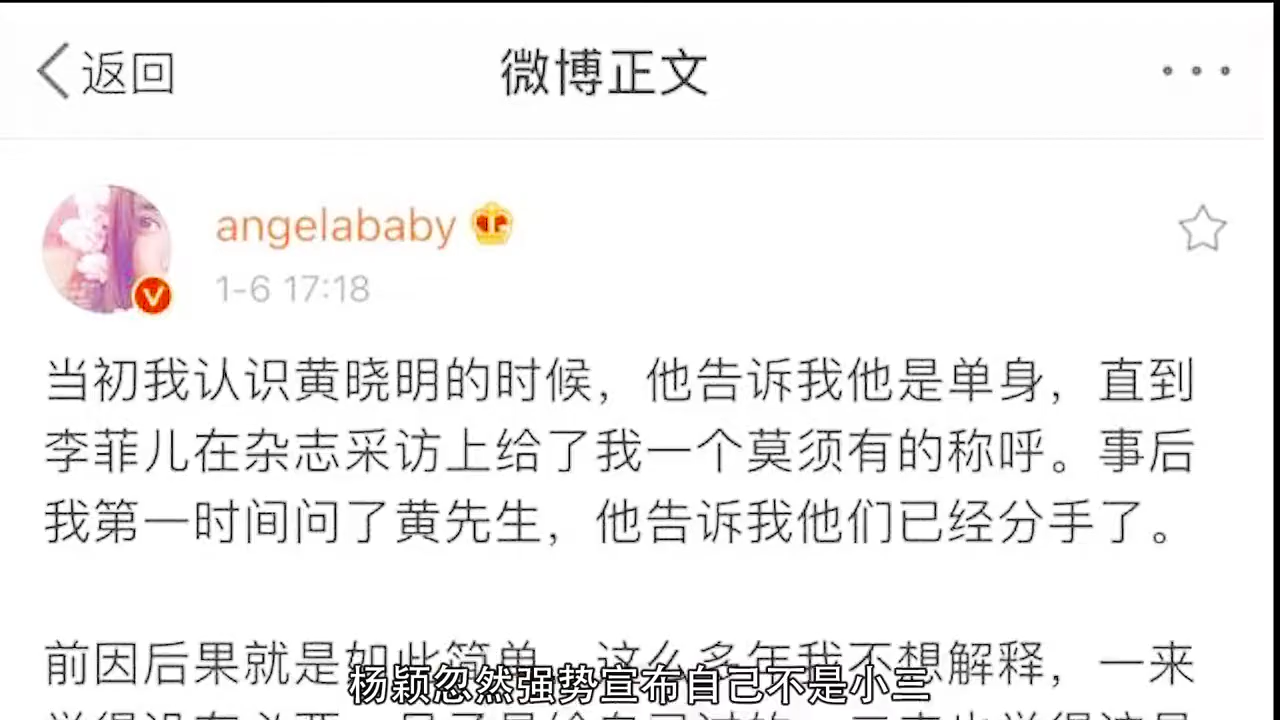 返回
微博正文
angelababy
1-6 17:18
当初我认识黄晓明的时候，他告诉我他是单身，直到
李菲儿在杂志采访上给了我一个莫须有的称呼。事后
我第一时间问了黄先生，他告诉我他们已经分手了。
前因后果就是如此简单。这么多年我不想解释，一来
杨颖忽然强势宣布自己不是小三